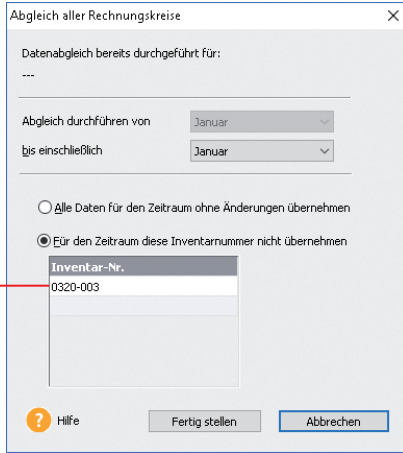 Abgleich aller Rechnungskreise
Datenabgleich bereits durchgeführt für:
---
Abgleich durchführen von Januar
bis einschließlich Januar
Alle Daten für den Zeitraum ohne Änderungen übernehmen
Für den Zeitraum diese Inventarnummer nicht übernehmen
Inventar-Nr.
0320-003
? Hilfe Fertig stellen Abbrechen